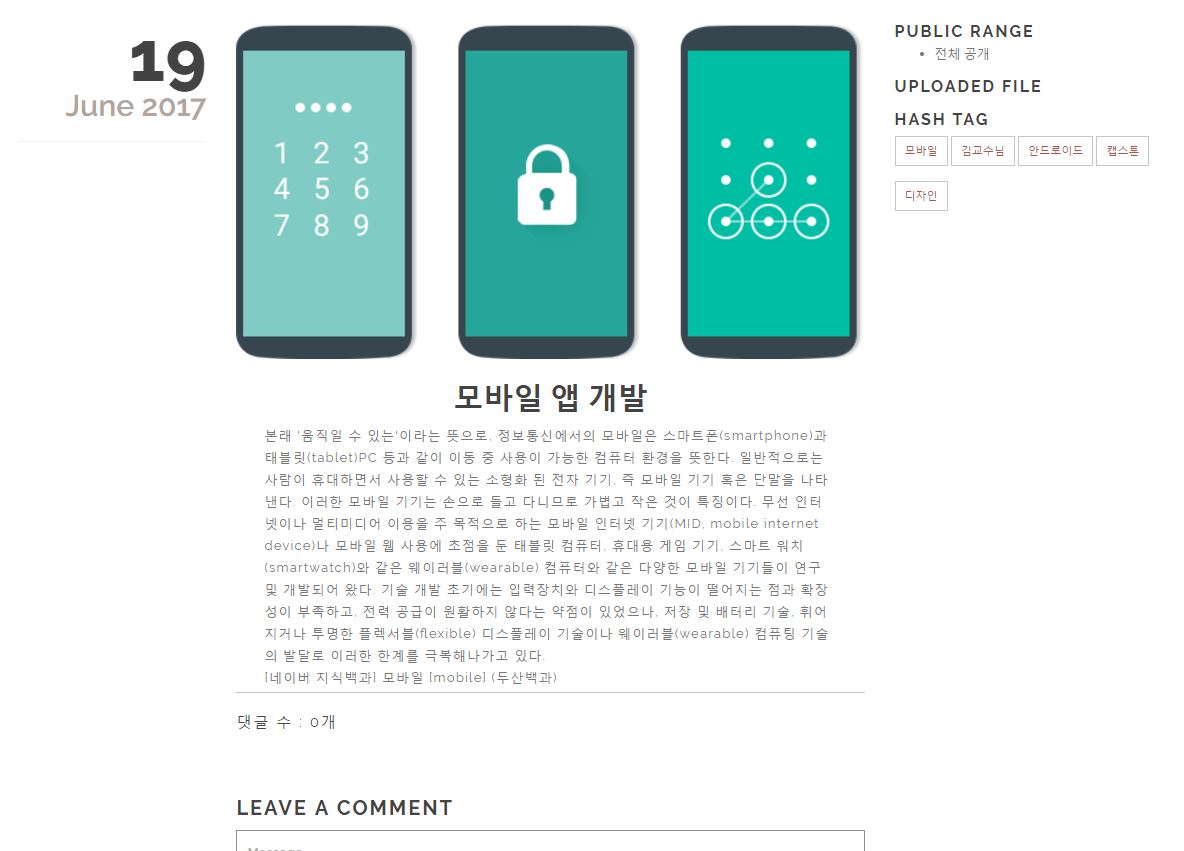 19
June 2017
1 2 3
4 5 6
7 8 9
모바일 앱 개발
본래 '움직일 수 있는'이라는 뜻으로, 정보통신에서의 모바일은 스마트폰(smartphone)과
태블릿(tablet)PC 등과 같이 이동 중 사용이 가능한 컴퓨터 환경을 뜻한다. 일반적으로는
사람이 휴대하면서 사용할 수 있는 소형화 된 전자 기기, 즉 모바일 기기 혹은 단말을 나타
낸다. 이러한 모바일 기기는 손으로 들고 다니므로 가볍고 작은 것이 특징이다. 무선 인터
넷이나 멀티미디어 이용을 주 목적으로 하는 모바일 인터넷 기기(MID, mobile internet
device)나 모바일 웹 사용에 초점을 둔 태블릿 컴퓨터, 휴대용 게임 기기, 스마트 워치
(smartwatch)와 같은 웨이러블(wearable) 컴퓨터와 같은 다양한 모바일 기기들이 연구
및 개발되어 왔다. 기술 개발 초기에는 입력장치와 디스플레이 기능이 떨어지는 점과 확장
성이 부족하고, 전력 공급이 원활하지 않다는 약점이 있었으나, 저장 및 배터리 기술, 휘어
지거나 투명한 플렉서블(flexible) 디스플레이 기술이나 웨이러블(wearable) 컴퓨팅 기술
의 발달로 이러한 한계를 극복해나가고 있다.
[네이버 지식백과] 모바일 [mobile] (두산백과)
댓글 수 : 0개
LEAVE A COMMENT
Message
PUBLIC RANGE
전체 공개
UPLOADED FILE
HASH TAG
모바일 김교수님 안드로이드 캡스톤
디자인